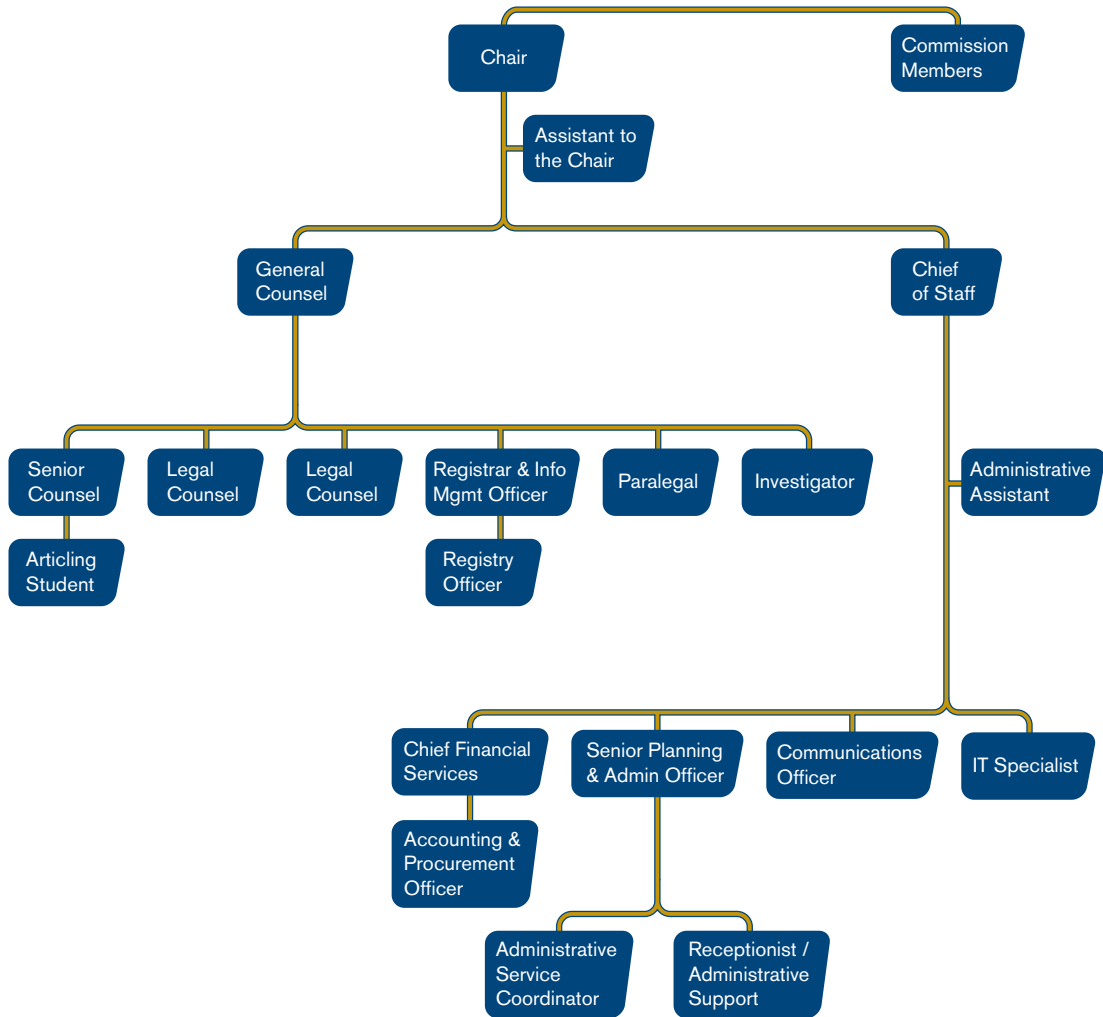 Chair
Commission
Members
Assistant to
the Chair
General
Counsel
Chief
of Staff
Senior
Counsel
Legal
Counsel
Legal
Counsel
Registrar & Info
Mgmt Officer
Paralegal
Investigator
Administrative
Assistant
Articling
Student
Registry
Officer
Chief Financial
Services
Senior Planning
& Admin Officer
Communications
Officer
IT Specialist
Accounting &
Procurement
Officer
Administrative
Service
Coordinator
Receptionist /
Administrative
Support